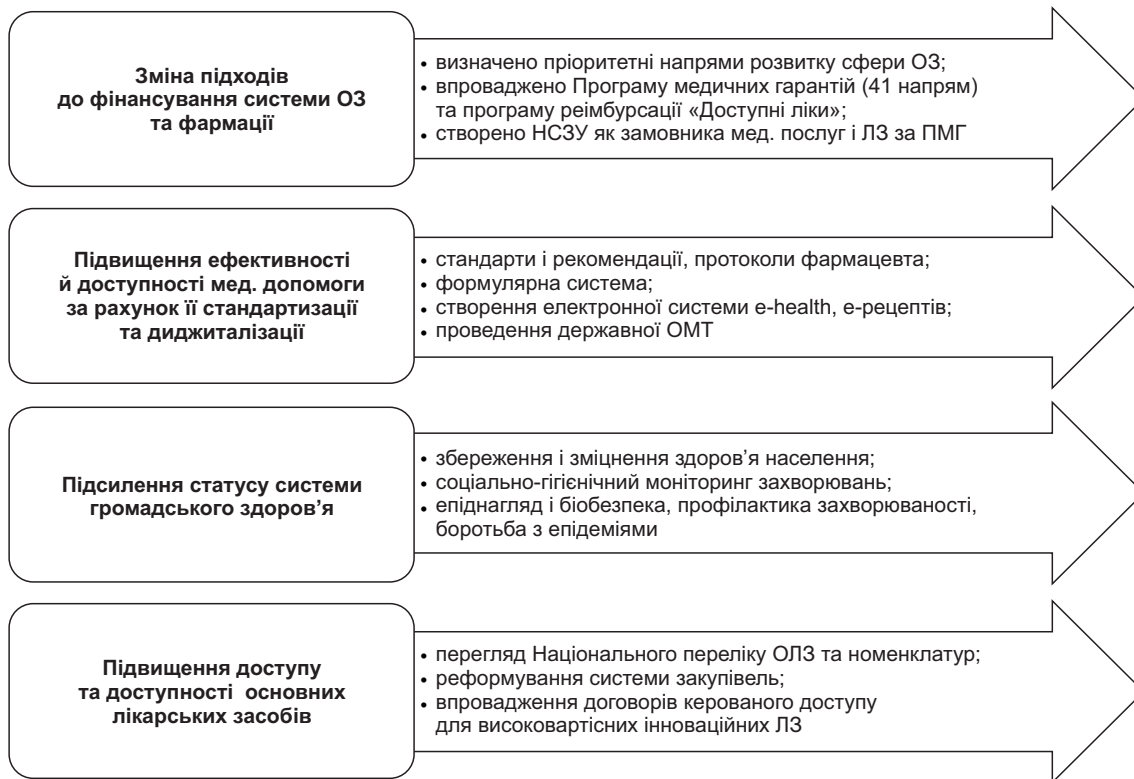 Зміна підходів
до фінансування системи ОЗ
та фармації
• визначено пріоритетні напрями розвитку сфери ОЗ;
• впроваджено Програму медичних гарантій (41 напрям)
та програму реімбурсації «Доступні ліки»;
• створено НСЗУ як замовника мед. послуг і ЛЗ за ПМГ
Підвищення ефективності
й доступності мед. допомоги
за рахунок її стандартизації
та диджиталізації
• стандарти і рекомендації, протоколи фармацевта;
• формулярна система;
• створення електронної системи e-health, е-рецептів;
• проведення державної ОМТ
Підсилення статусу системи
громадського здоров’я
• збереження і зміцнення здоров’я населення;
• соціально-гігієнічний моніторинг захворювань;
• епіднагляд і біобезпека, профілактика захворюваності,
боротьба з епідеміями
Підвищення доступу
та доступності основних
лікарських засобів
• перегляд Національного переліку ОЛЗ та номенклатур;
• реформування системи закупівель;
• впровадження договорів керованого доступу
для високовартісних інноваційних ЛЗ